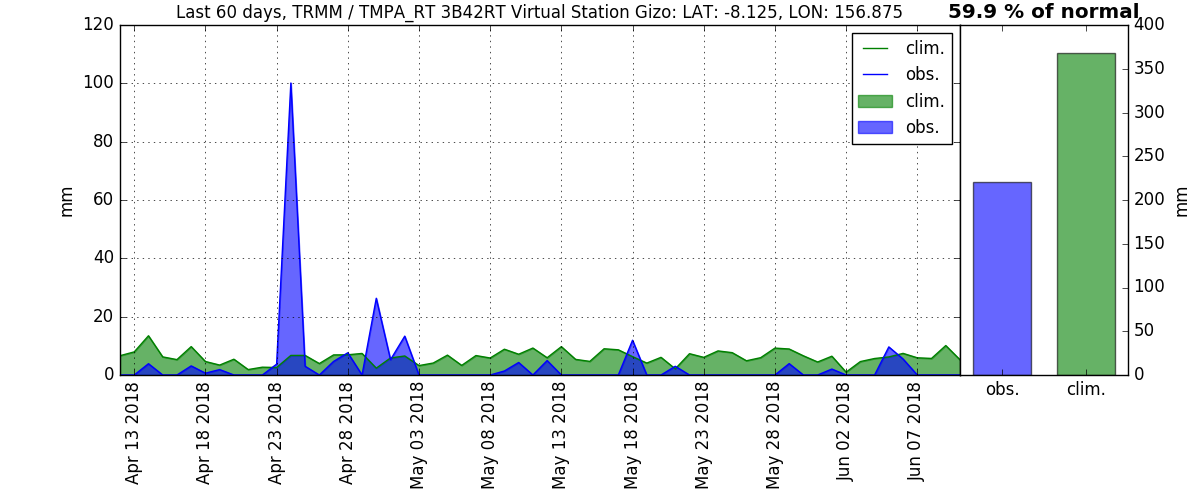 Last 60 days, TRMM / TMPA_RT 3B42RT Virtual Station Gizo: LAT: -8.125, LON: 156.875
59.9 % of normal
mm
120
100
80
60
40
20
0
clim.
obs.
clim.
obs.
Apr 13 2018
Apr 18 2018
Apr 23 2018
Apr 28 2018
May 03 2018
May 08 2018
May 13 2018
May 18 2018
May 23 2018
May 28 2018
Jun 02 2018
Jun 07 2018
400
350
300
250
200
150
100
50
0
mm
obs.
clim.